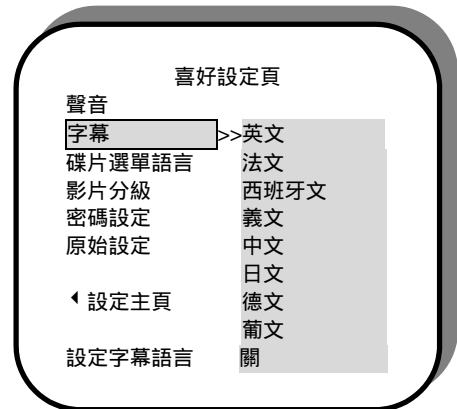 喜好設定頁
聲音
字幕 >>英文
碟片選單語言 法文
影片分級 西班牙文
密碼設定 義文
原始設定 中文
日文
設定主頁 德文
葡文
設定字幕語言 關